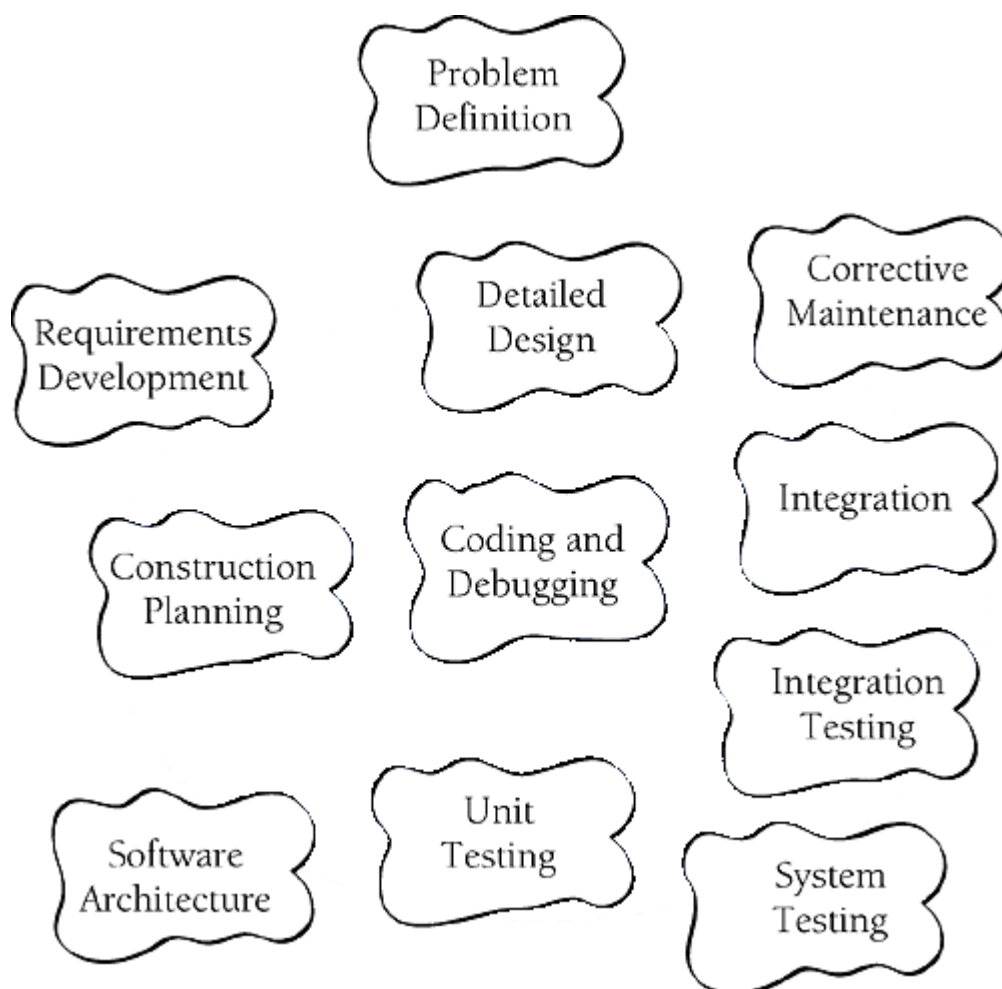 Problem
Definition
Requirements
Development
Detailed
Design
Corrective
Maintenance
Construction
Planning
Coding and
Debugging
Integration
Integration
Testing
Software
Architecture
Unit
Testing
System
Testing